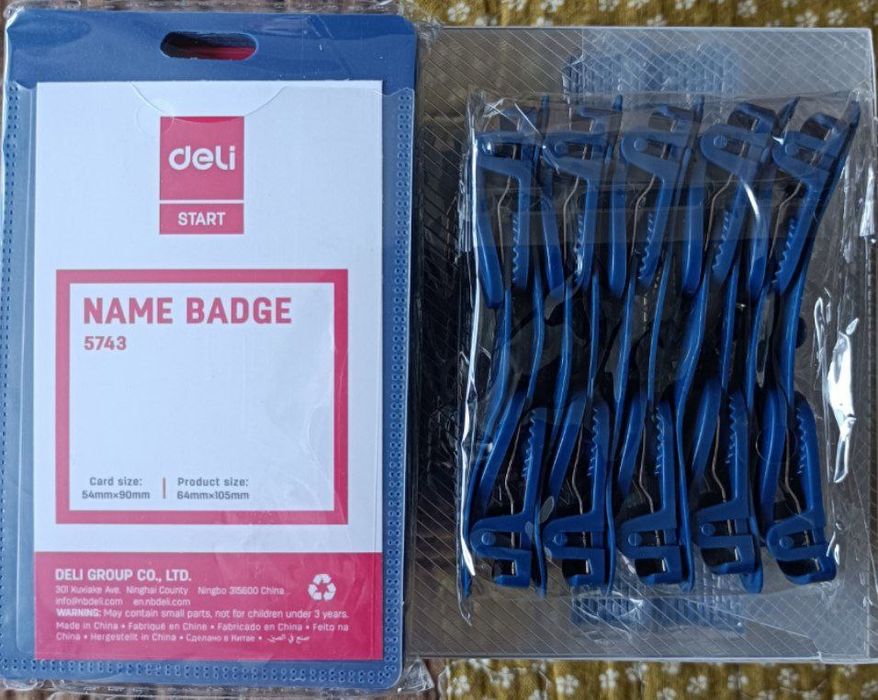 deli
START
NAME BADGE
5743
Card size:
54mm×90mm
Product size:
64mm×105mm
DELI GROUP CO., LTD.
301 Xuxiake Ave. Ninghai County Ningbo 315600 China
info@nbdeli.com en.nbdeli.com
WARNING: May contain small parts, not for children under 3 years.
Made in China • Fabriqué en Chine • Fabricado en China • Feito na
China • Hergestellt in China • Сделано в Китае • صنع في الصين.